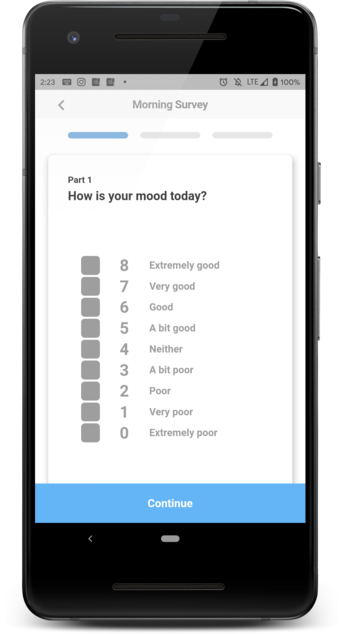 2:23 LTE 100%
Morning Survey
Part 1
How is your mood today?
8 Extremely good
7 Very good
6 Good
5 A bit good
4 Neither
3 A bit poor
2 Poor
1 Very poor
0 Extremely poor
Continue